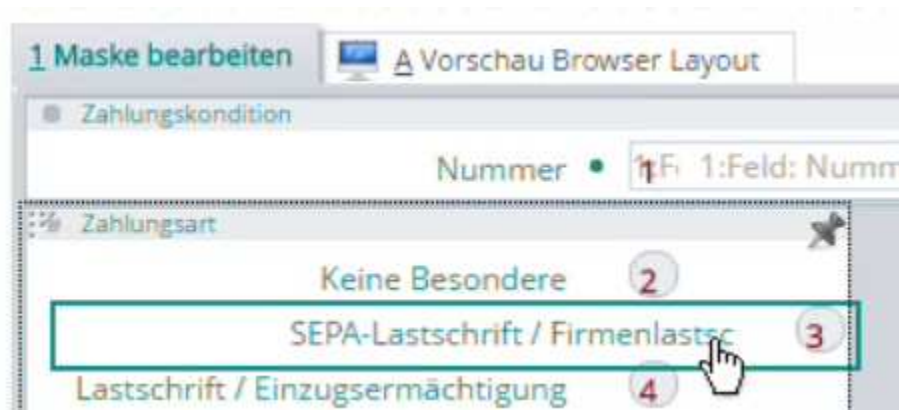 1 Maske bearbeiten A Vorschau Browser Layout
Zahlungskondition
Nummer 1:Feld: Numm
Zahlungsart
Keine Besondere 2
SEPA-Lastschrift / Firmenlastsc 3
Lastschrift / Einzugsermächtigung 4